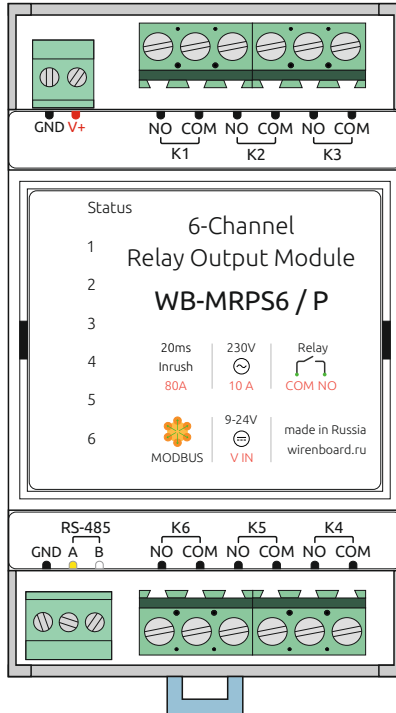 GND V+
NO COM NO COM NO COM
K1 K2 K3
Status
6-Channel
Relay Output Module
WB-MRPS6 / P
1
2
3
4
5
6
20ms
Inrush
80A
230V
10 A
Relay
COM NO
MODBUS
9-24V
V IN
made in Russia
wirenboard.ru
RS-485 K6 K5 K4
GND A B NO COM NO COM NO COM